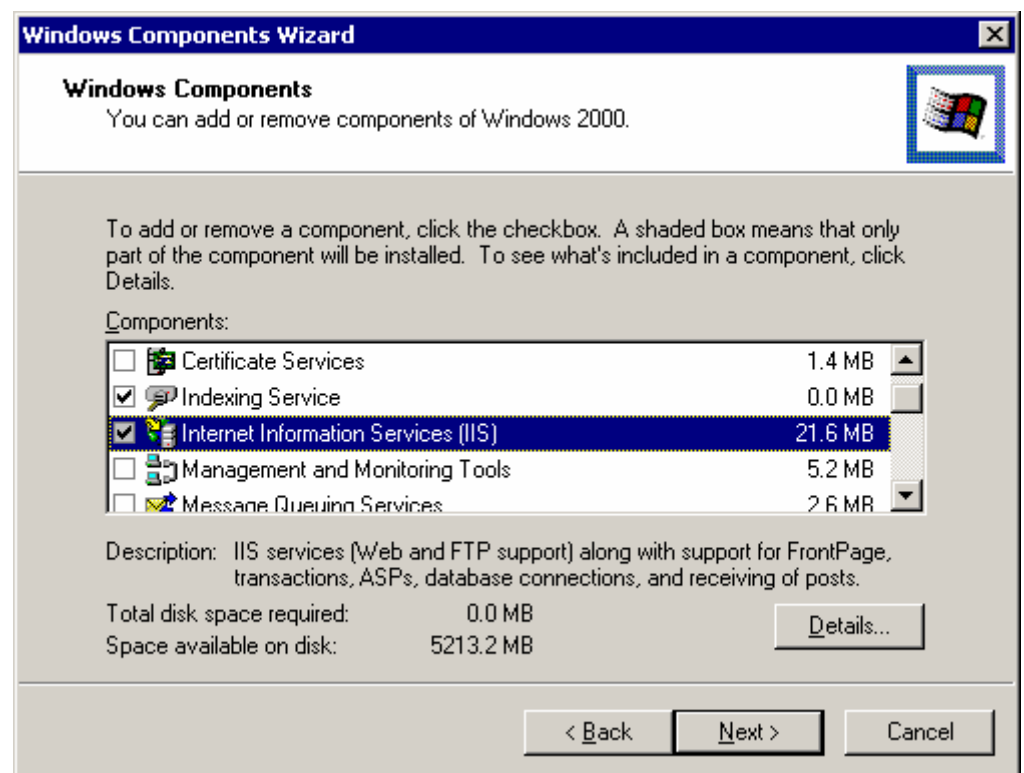 Windows Components Wizard
Windows Components
You can add or remove components of Windows 2000.
To add or remove a component, click the checkbox. A shaded box means that only
part of the component will be installed. To see what's included in a component, click
Details.
Components:
Certificate Services 1.4 MB
Indexing Service 0.0 MB
Internet Information Services (IIS) 21.6 MB
Management and Monitoring Tools 5.2 MB
Message Queuing Services 2.6 MB
Description: IIS services (Web and FTP support) along with support for FrontPage,
transactions, ASPs, database connections, and receiving of posts.
Total disk space required: 0.0 MB
Space available on disk: 5213.2 MB
Details...
< Back Next > Cancel